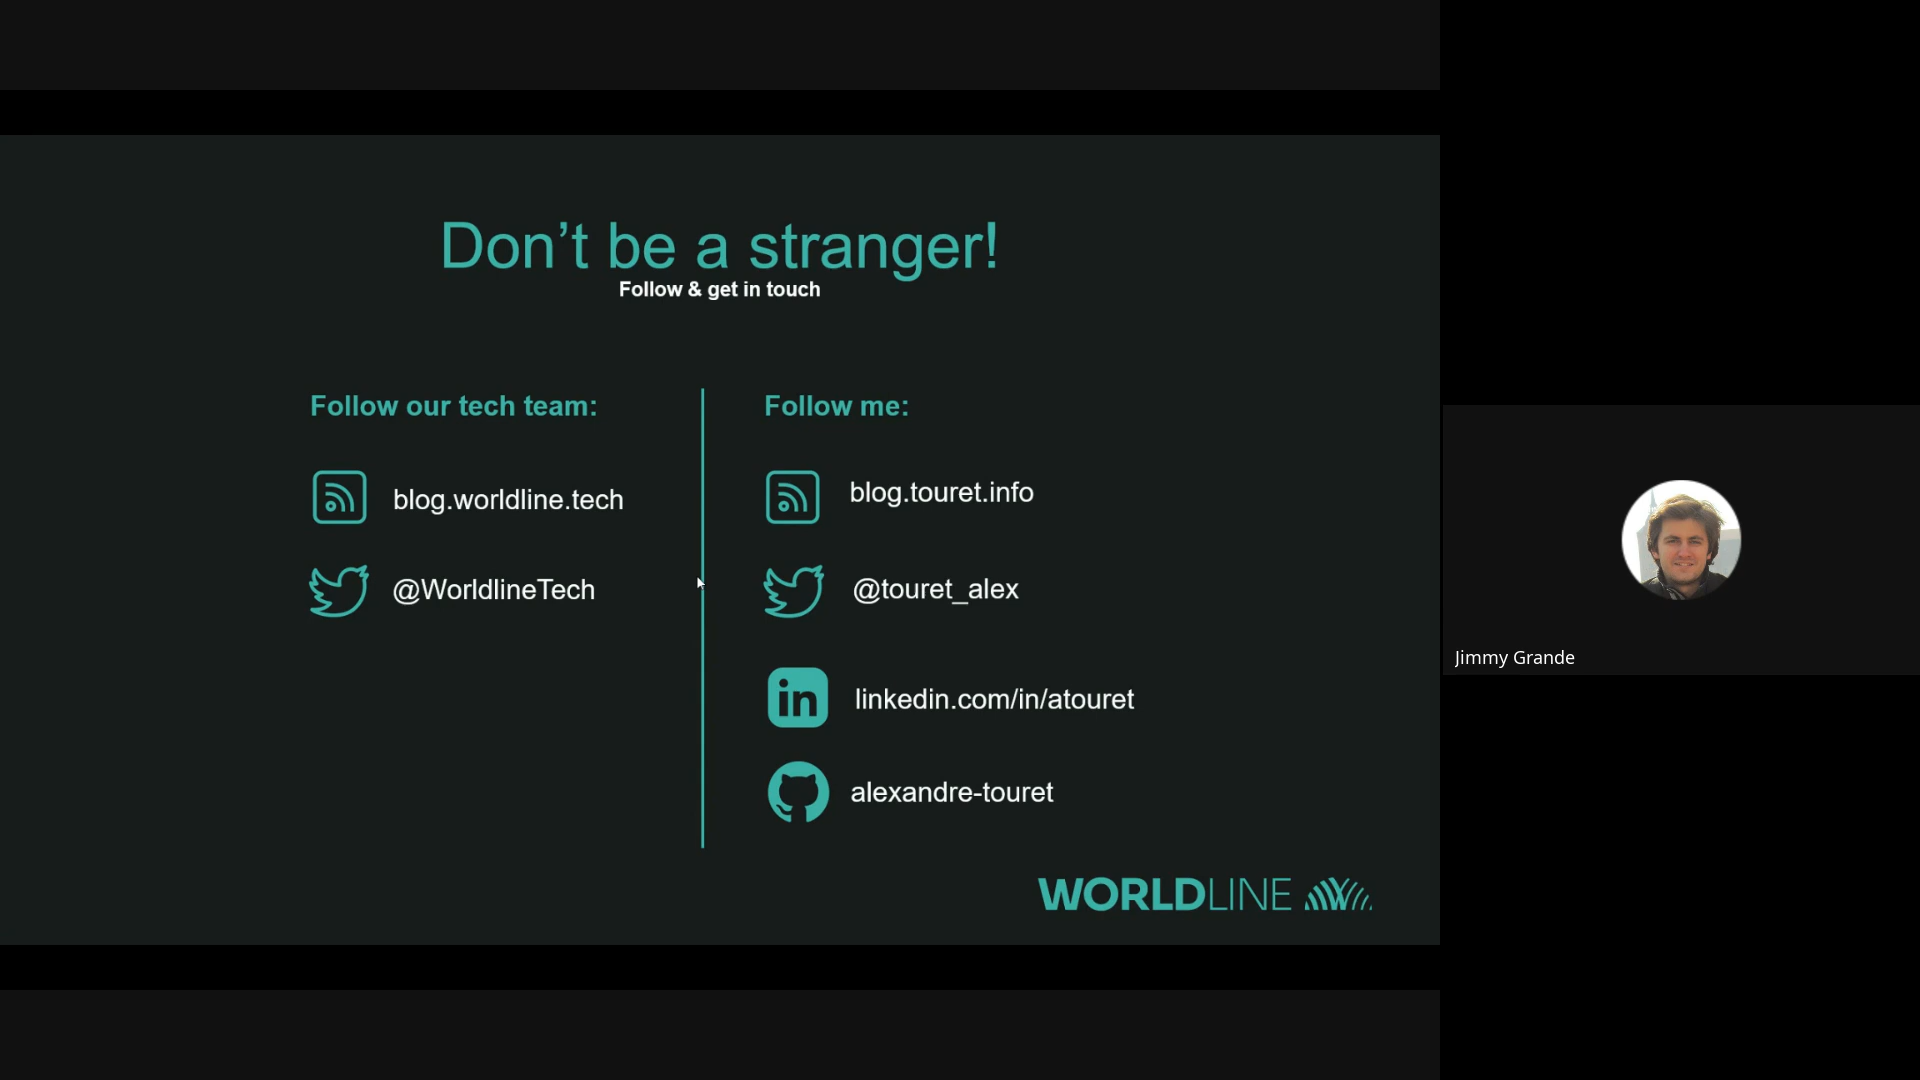 Don’t be a stranger!
Follow & get in touch
Follow our tech team:
blog.worldline.tech
@WorldlineTech
Follow me:
blog.touret.info
@touret_alex
in
linkedin.com/in/atouret
alexandre-touret
WORLDLINE
Jimmy Grande